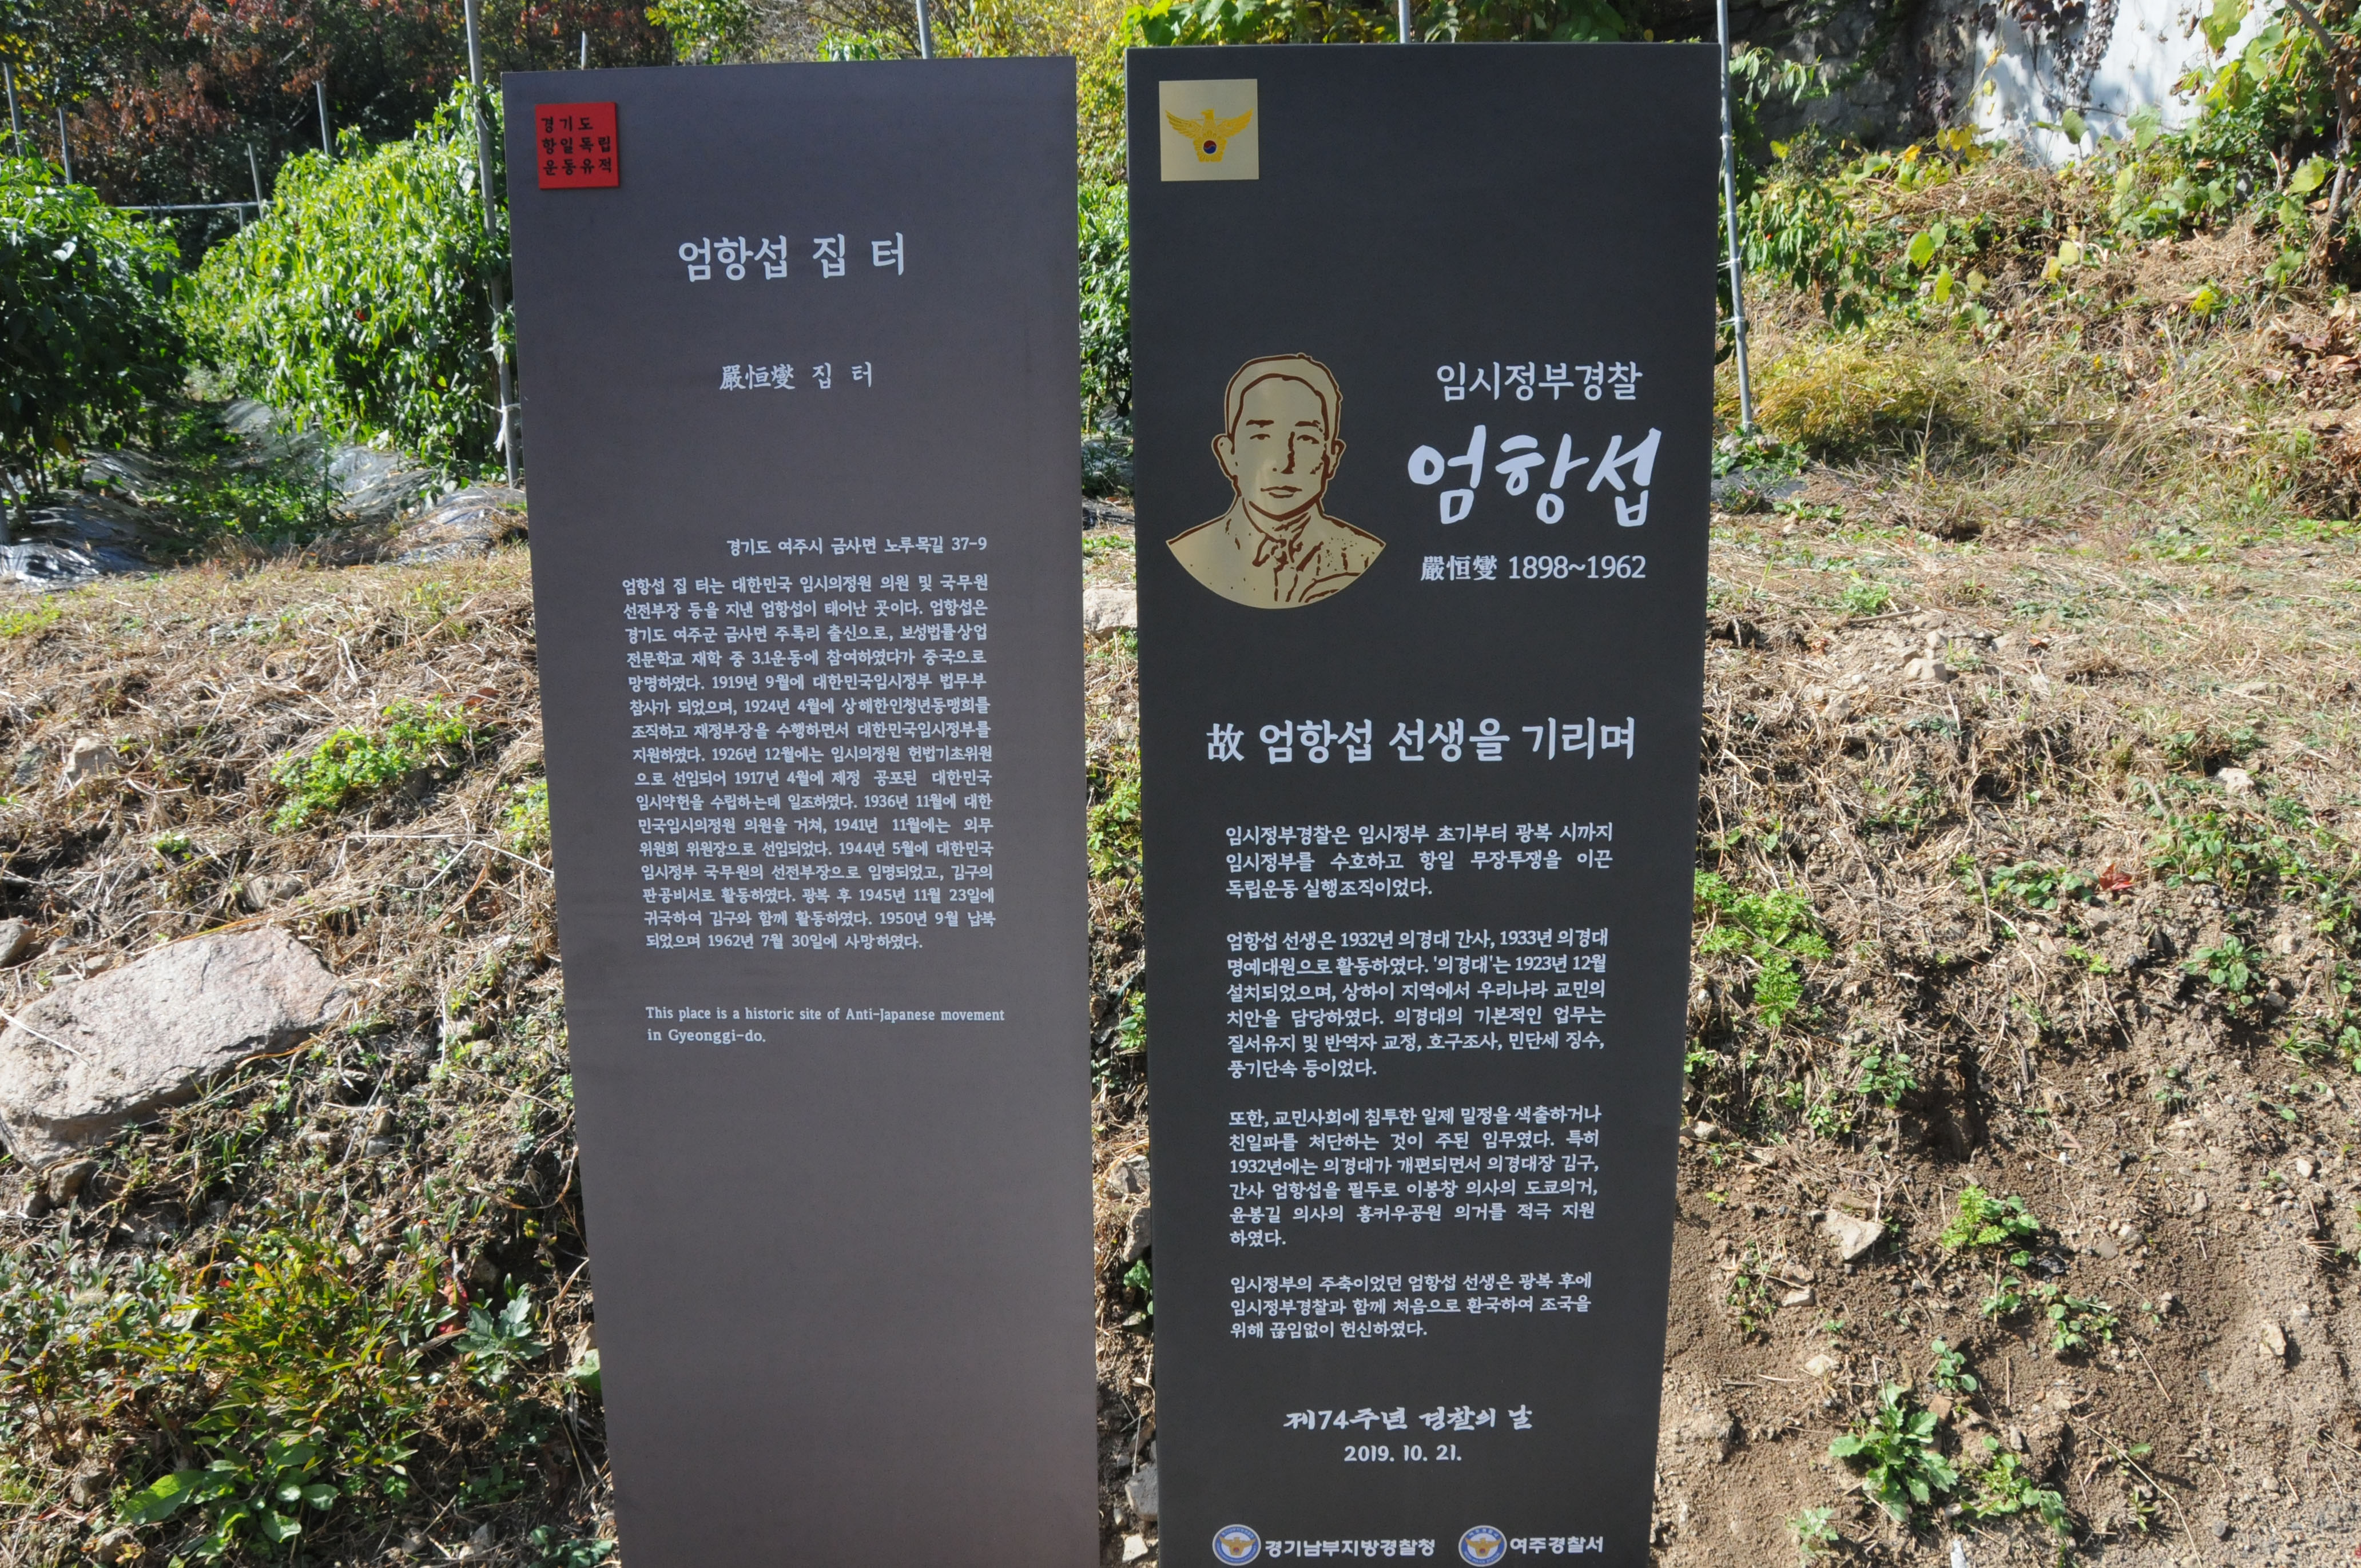 경기도
항일독립
운동유적
엄항섭 집 터
嚴恒燮 집 터
경기도 여주시 금사면 노루목길 37-9
엄항섭 집 터는 대한민국 임시의정원 의원 및 국무원
선전부장 등을 지낸 엄항섭이 태어난 곳이다. 엄항섭은
경기도 여주군 금사면 주록리 출신으로, 보성법률상업
전문학교 재학 중 3.1운동에 참여하였다가 중국으로
망명하였다. 1919년 9월에 대한민국임시정부 법무부
참사가 되었으며, 1924년 4월에 상해한인청년동맹회를
조직하고 재정부장을 수행하면서 대한민국임시정부를
지원하였다. 1926년 12월에는 임시의정원 헌법기초위원
으로 선임되어 1917년 4월에 제정 공포된 대한민국
임시약헌을 수립하는데 일조하였다. 1936년 11월에 대한
민국임시의정원 의원을 거쳐, 1941년 11월에는 외무
위원회 위원장으로 선임되었다. 1944년 5월에 대한민국
임시정부 국무원의 선전부장으로 임명되었고, 김구의
판공비서로 활동하였다. 광복 후 1945년 11월 23일에
귀국하여 김구와 함께 활동하였다. 1950년 9월 납북
되었으며 1962년 7월 30일에 사망하였다.
This place is a historic site of Anti-Japanese movement
in Gyeonggi-do.
임시정부경찰
엄항섭
嚴恒燮 1898~1962
故 엄항섭 선생을 기리며
임시정부경찰은 임시정부 초기부터 광복 시까지
임시정부를 수호하고 항일 무장투쟁을 이끈
독립운동 실행조직이었다.
엄항섭 선생은 1932년 의경대 간사, 1933년 의경대
명예대원으로 활동하였다. '의경대'는 1923년 12월
설치되었으며, 상하이 지역에서 우리나라 교민의
치안을 담당하였다. 의경대의 기본적인 업무는
질서유지 및 반역자 교정, 호구조사, 민단세 징수,
풍기단속 등이었다.
또한, 교민사회에 침투한 일제 밀정을 색출하거나
친일파를 처단하는 것이 주된 임무였다. 특히
1932년에는 의경대가 개편되면서 의경대장 김구,
간사 엄항섭을 필두로 이봉창 의사의 도쿄의거,
윤봉길 의사의 홍커우공원 의거를 적극 지원
하였다.
임시정부의 주축이었던 엄항섭 선생은 광복 후에
임시정부경찰과 함께 처음으로 환국하여 조국을
위해 끊임없이 헌신하였다.
제74주년 경찰의 날
2019. 10. 21.
경기남부지방경찰청 여주경찰서